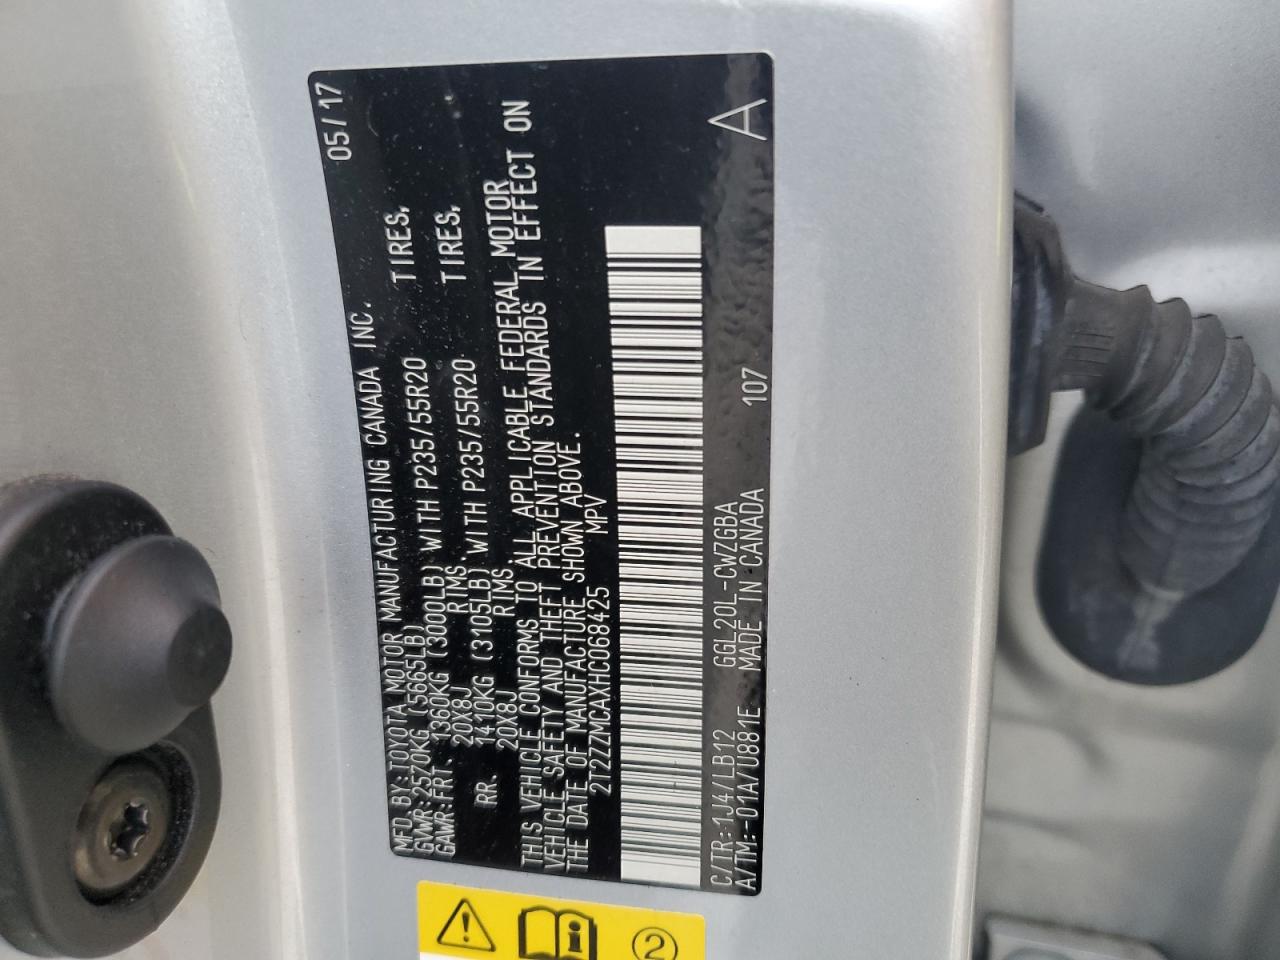 MFD BY:TOYOTA MOTOR MANUFACTURING CANADA INC. 05/17
GVWR:2570KG (5665LB)
GAWR:FRT. 1360KG (3000LB) WITH P235/55R20 TIRES,
20X8J RIMS.
RR. 1410KG (3105LB) WITH P235/55R20 TIRES,
20X8J RIMS.
THIS VEHICLE CONFORMS TO ALL APPLICABLE FEDERAL MOTOR
VEHICLE SAFETY AND THEFT PREVENTION STANDARDS IN EFFECT ON
THE DATE OF MANUFACTURE SHOWN ABOVE.
2T2ZZMCAXHC068425 MPV
C/TR:1J4/LB12 GGL20L-CWZGBA
A/TM:-01A/U881E MADE IN CANADA 107 A
2